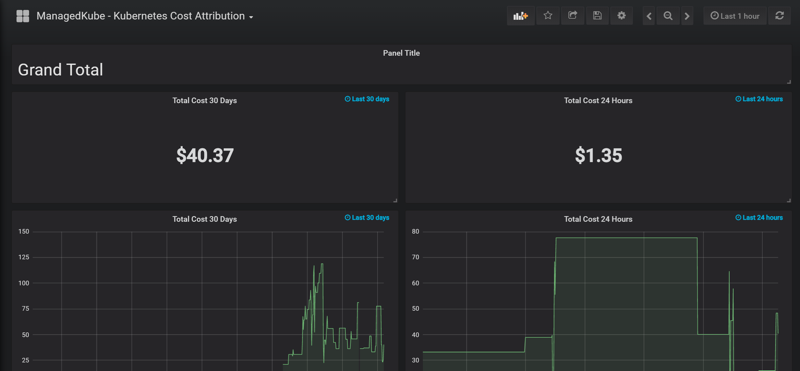 ManagedKube - Kubernetes Cost Attribution
Last 1 hour
Panel Title
Grand Total
Total Cost 30 Days
Last 30 days
$40.37
Total Cost 24 Hours
Last 24 hours
$1.35
Total Cost 30 Days
Last 30 days
150
125
100
75
50
25
Total Cost 24 Hours
Last 24 hours
80
70
60
50
40
30